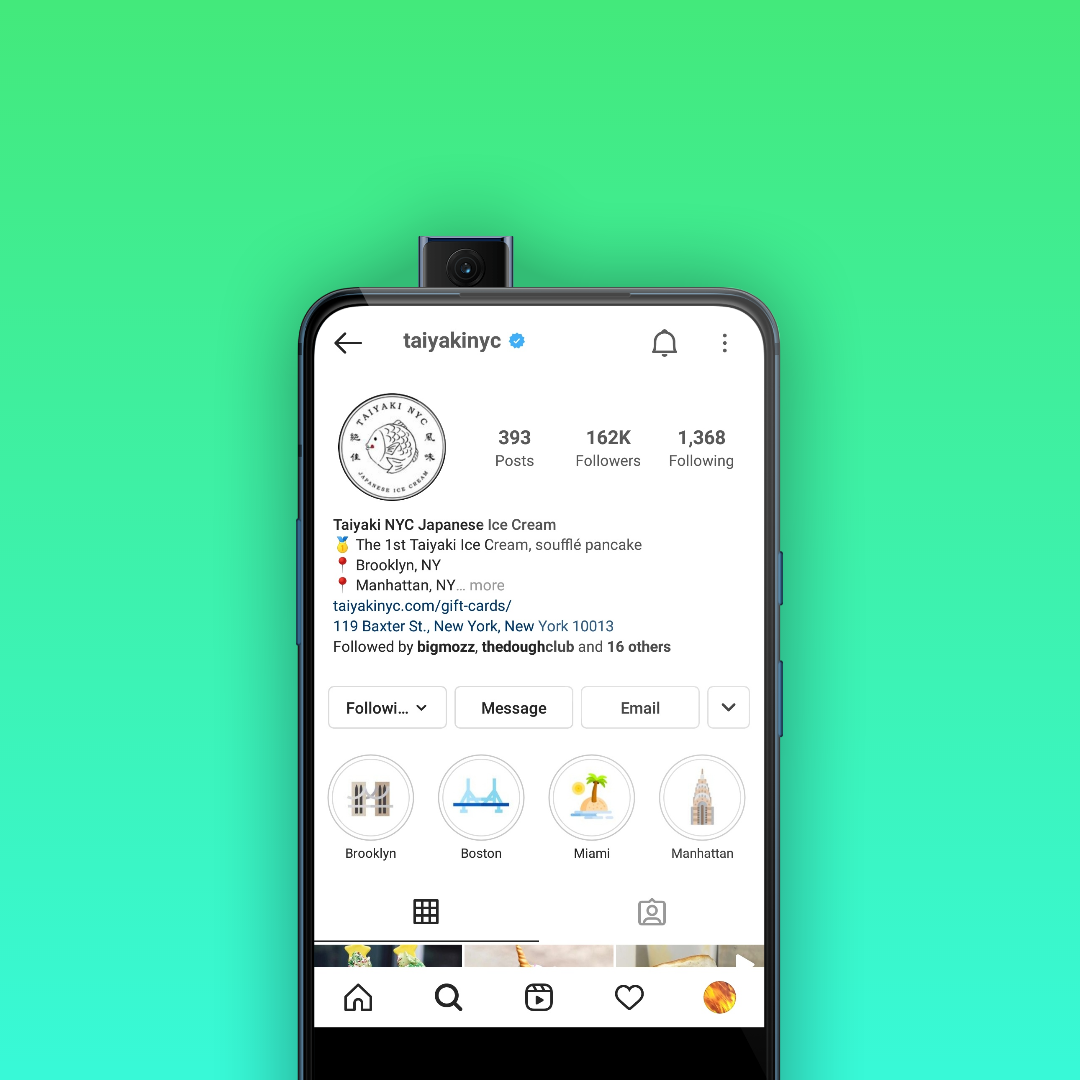 taiyakinyc
TAIYAKI NYC
絕 風
佳 味
JAPANESE ICE CREAM
393 162K 1,368
Posts Followers Following
Taiyaki NYC Japanese Ice Cream
🥇 The 1st Taiyaki Ice Cream, soufflé pancake
📍 Brooklyn, NY
📍 Manhattan, NY... more
taiyakinyc.com/gift-cards/
119 Baxter St., New York, New York 10013
Followed by bigmozz, thedoughclub and 16 others
Followi... Message Email
Brooklyn Boston Miami Manhattan